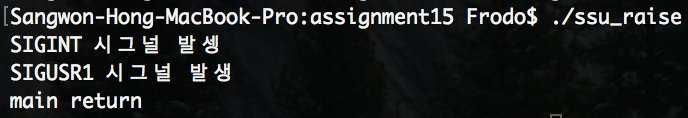 [Sangwon-Hong-MacBook-Pro:assignment15 Frodo$ ./ssu_raise
SIGINT 시그널 발셍
SIGUSR1 시그널 발생
main return